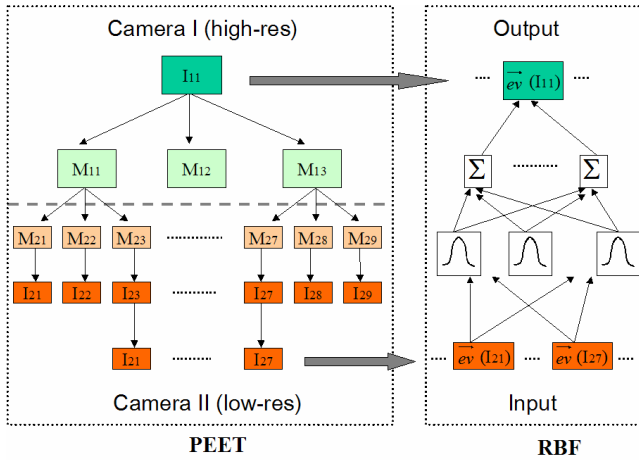 Camera I (high-res)
I11
M11 M12 M13
M21 M22 M23 ......... M27 M28 M29
I21 I22 I23 ......... I27 I28 I29
I21 ......... I27
Camera II (low-res)
PEET
Output
.... ev (I11) ....
Σ ......... Σ
.... ev (I21) .... ev (I27) ....
Input
RBF